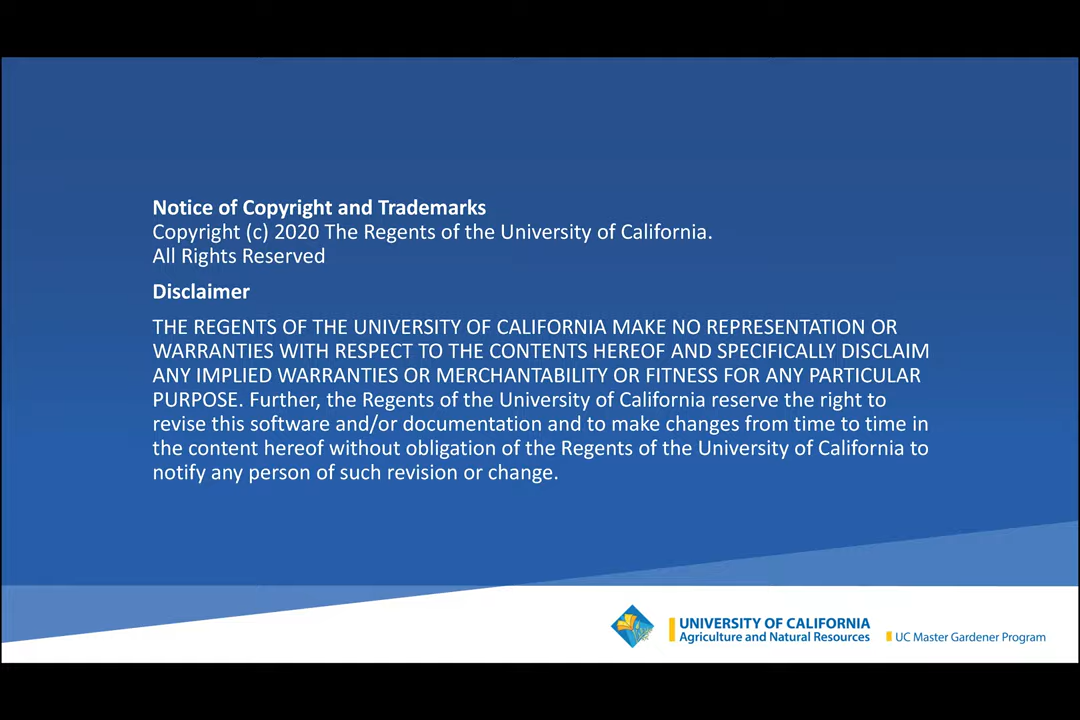 Notice of Copyright and Trademarks
Copyright (c) 2020 The Regents of the University of California.
All Rights Reserved
Disclaimer
THE REGENTS OF THE UNIVERSITY OF CALIFORNIA MAKE NO REPRESENTATION OR
WARRANTIES WITH RESPECT TO THE CONTENTS HEREOF AND SPECIFICALLY DISCLAIM
ANY IMPLIED WARRANTIES OR MERCHANTABILITY OR FITNESS FOR ANY PARTICULAR
PURPOSE. Further, the Regents of the University of California reserve the right to
revise this software and/or documentation and to make changes from time to time in
the content hereof without obligation of the Regents of the University of California to
notify any person of such revision or change.
UNIVERSITY OF CALIFORNIA
Agriculture and Natural Resources
UC Master Gardener Program